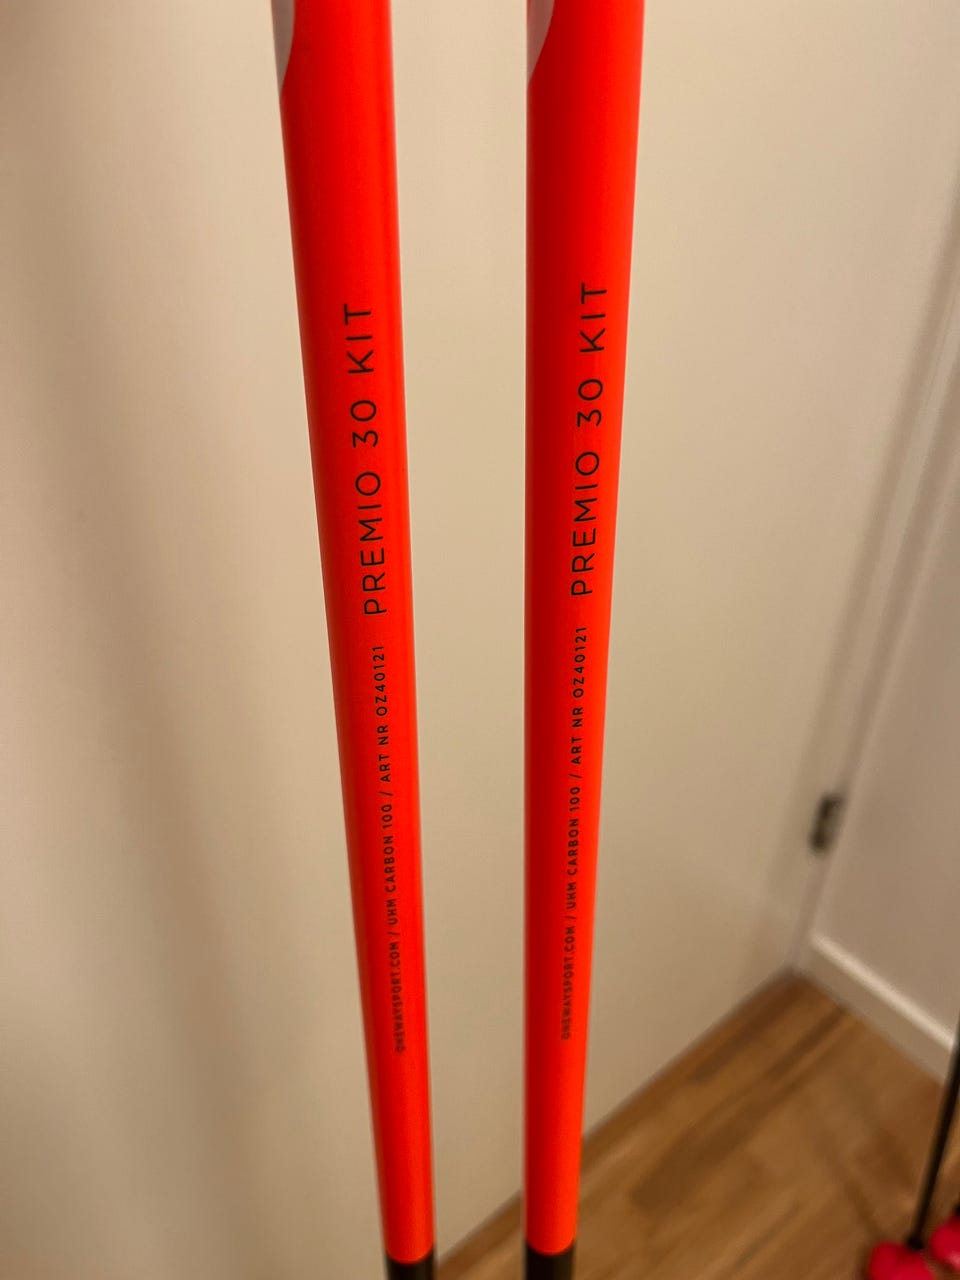 ONEWAYSPORT.COM / UHM CARBON 100 / ART NR OZ40121 PREMIO 30 KIT
ONEWAYSPORT.COM / UHM CARBON 100 / ART NR OZ40121 PREMIO 30 KIT